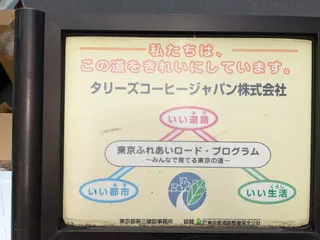 私たちは、
この道をきれいにしています。
タリーズコーヒージャパン株式会社
いい道路
東京ふれあいロード・プログラム
～みんなで育てる東京の道～
いい都市
いい生活
東京都第三建設事務所